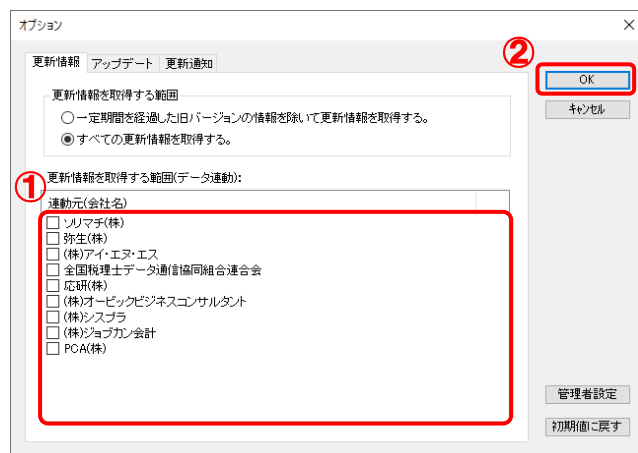 オプション
更新情報 アップデート 更新通知
②
OK
キャンセル
更新情報を取得する範囲
一定期間を経過した旧バージョンの情報を除いて更新情報を取得する。
すべての更新情報を取得する。
更新情報を取得する範囲(データ連動):
①
連動元(会社名)
ソリマチ(株)
弥生(株)
(株)アイ・エヌ・エス
全国税理士データ通信協同組合連合会
応研(株)
(株)オービックビジネスコンサルタント
(株)シスプラ
(株)ジョブカン会計
PCA(株)
管理者設定
初期値に戻す